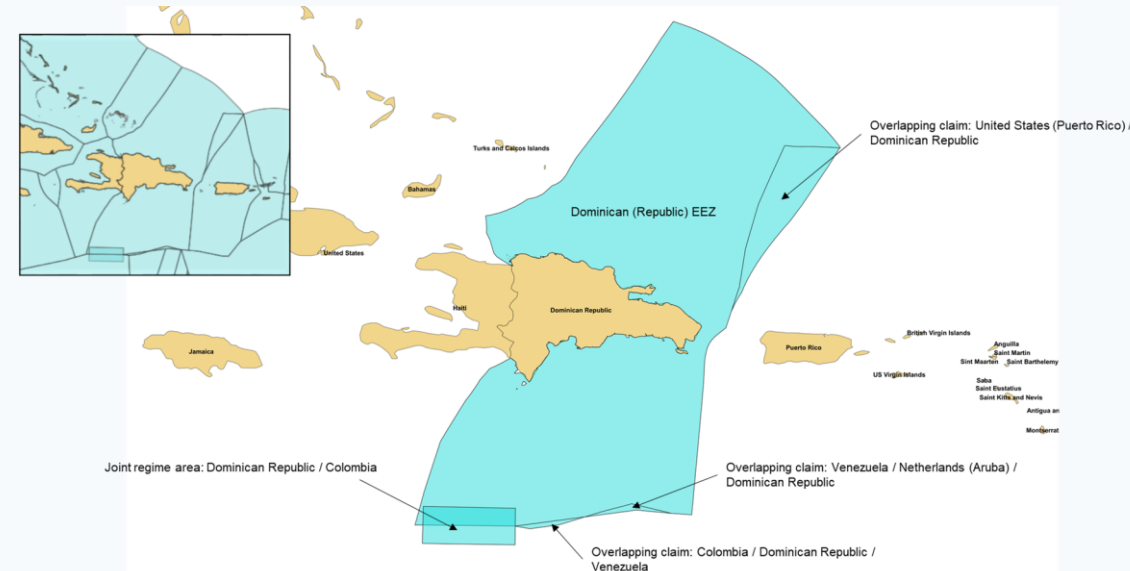 Overlapping claim: United States (Puerto Rico) /
Dominican Republic
Turks and Caicos Islands
Bahamas
Dominican (Republic) EEZ
United States
Haiti
Dominican Republic
Jamaica
Puerto Rico
British Virgin Islands
US Virgin Islands
Anguilla
Saint Martin
Sint Maarten
Saint Barthelemy
Saba
Saint Eustatius
Saint Kitts and Nevis
Antigua an
Montserrat
Joint regime area: Dominican Republic / Colombia
Overlapping claim: Venezuela / Netherlands (Aruba) /
Dominican Republic
Overlapping claim: Colombia / Dominican Republic /
Venezuela